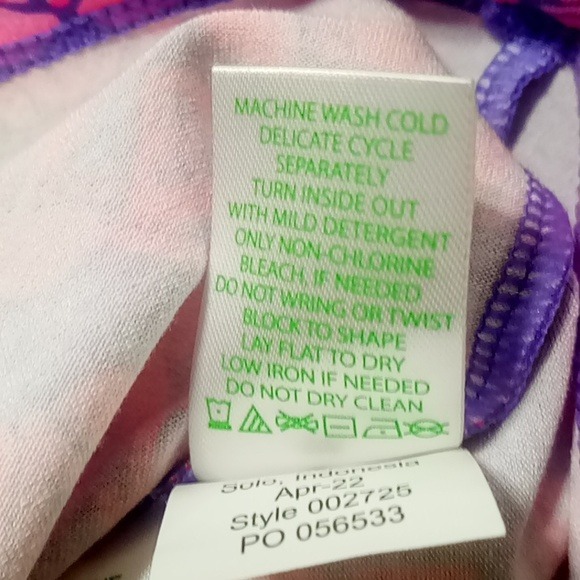 MACHINE WASH COLD
DELICATE CYCLE
SEPARATELY
TURN INSIDE OUT
WITH MILD DETERGENT
ONLY NON-CHLORINE
BLEACH, IF NEEDED
DO NOT WRING OR TWIST
BLOCK TO SHAPE
LAY FLAT TO DRY
LOW IRON IF NEEDED
DO NOT DRY CLEAN
Solo, Indonesia
Apr-22
Style 002725
PO 056533